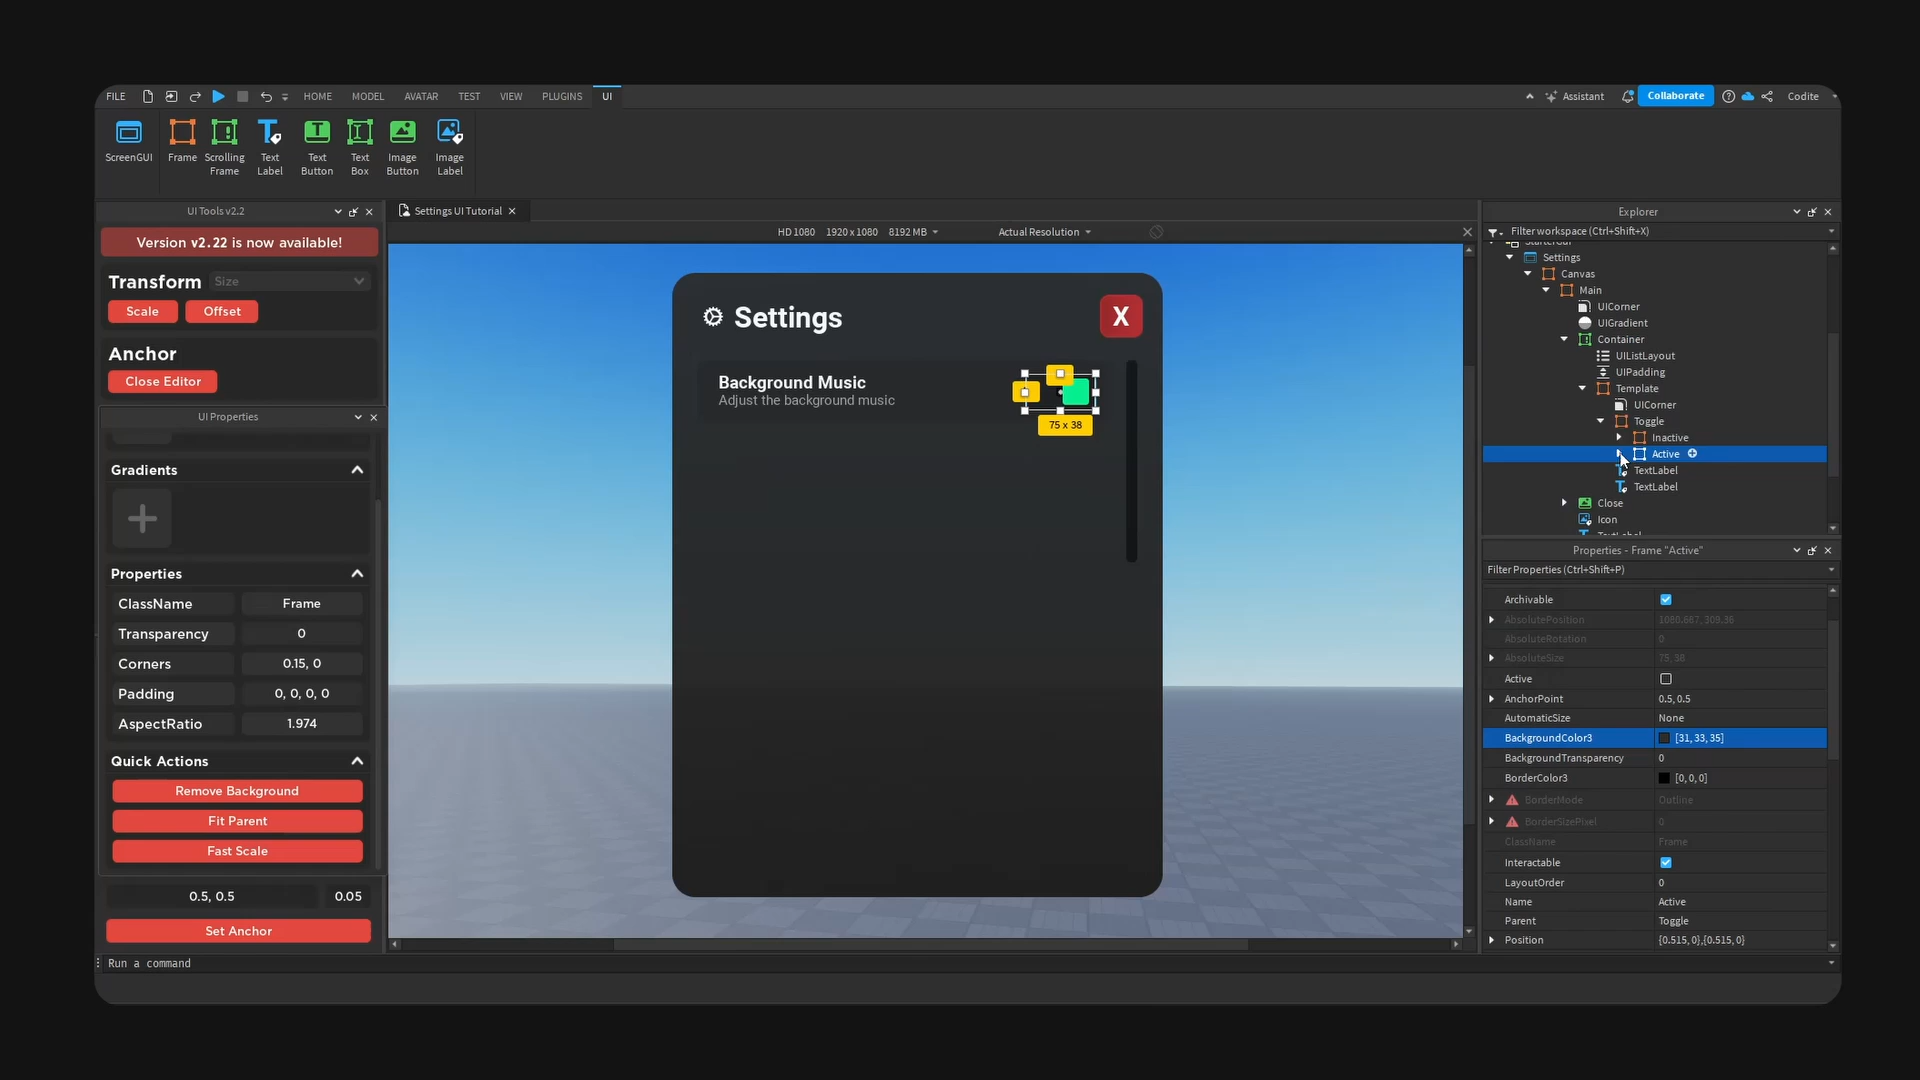 FILE
HOME
MODEL
AVATAR
TEST
VIEW
PLUGINS
UI
Assistant
Collaborate
Codite
ScreenGUI
Frame
Scrolling
Frame
Text
Label
Text
Button
Text
Box
Image
Button
Image
Label
UI Tools v2.2
Version v2.22 is now available!
Transform
Size
Scale
Offset
Anchor
Close Editor
UI Properties
Gradients
Properties
ClassName
Frame
Transparency
0
Corners
0.15, 0
Padding
0, 0, 0, 0
AspectRatio
1.974
Quick Actions
Remove Background
Fit Parent
Fast Scale
0.5, 0.5
0.05
Set Anchor
Run a command
Settings UI Tutorial
HD 1080
1920 x 1080
8192 MB
Actual Resolution
Settings
X
Background Music
Adjust the background music
75 x 38
Explorer
Filter workspace (Ctrl+Shift+X)
StarterGui
Settings
Canvas
Main
UICorner
UIGradient
Container
UIListLayout
UIPadding
Template
UICorner
Toggle
Inactive
Active
TextLabel
TextLabel
Close
Icon
TextLabel
Properties - Frame "Active"
Filter Properties (Ctrl+Shift+P)
Archivable
AbsolutePosition
AbsoluteRotation
0
AbsoluteSize
75, 38
Active
AnchorPoint
0.5, 0.5
AutomaticSize
None
BackgroundColor3
[31, 33, 35]
BackgroundTransparency
0
BorderColor3
[0, 0, 0]
BorderMode
Outline
BorderSizePixel
0
ClassName
Frame
Interactable
LayoutOrder
0
Name
Active
Parent
Toggle
Position
{0.515, 0},{0.515, 0}